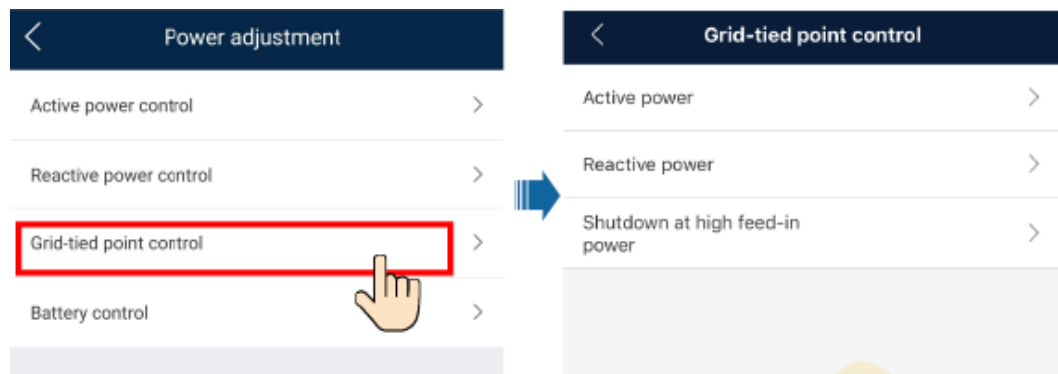 Power adjustment
Active power control
Reactive power control
Grid-tied point control
Battery control
Grid-tied point control
Active power
Reactive power
Shutdown at high feed-in
power